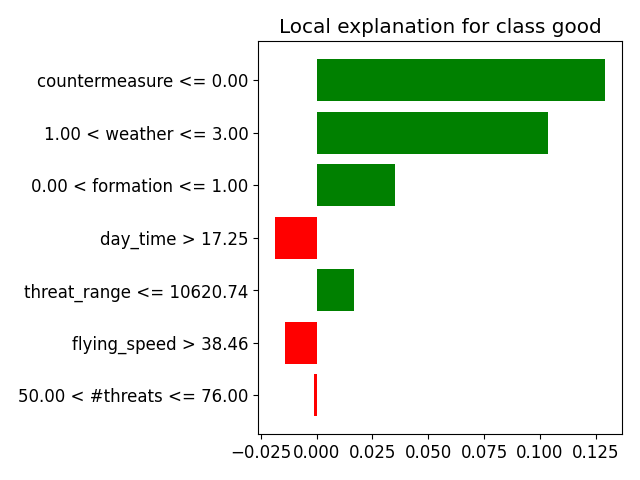 Local explanation for class good
countermeasure <= 0.00
1.00 < weather <= 3.00
0.00 < formation <= 1.00
day_time > 17.25
threat_range <= 10620.74
flying_speed > 38.46
50.00 < #threats <= 76.00
−0.025 0.000 0.025 0.050 0.075 0.100 0.125